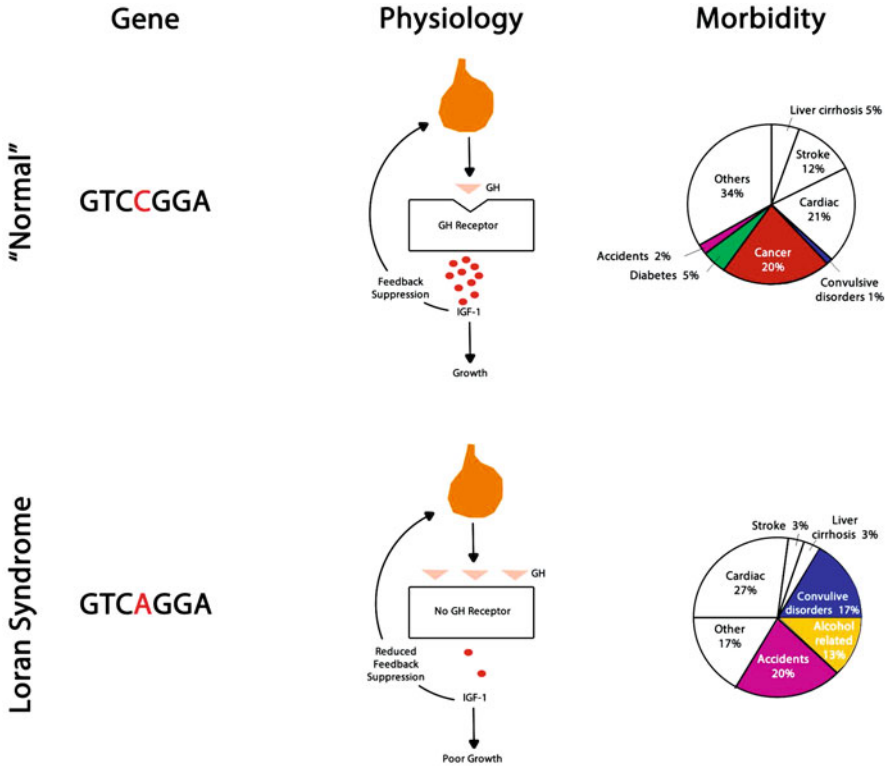 Gene
Physiology
Morbidity
"Normal"
GTCCGGA
GH
GH Receptor
Feedback
Suppression
IGF-1
Growth
Liver cirrhosis 5%
Stroke
12%
Others
34%
Cardiac
21%
Accidents 2%
Cancer
20%
Diabetes 5%
Convulsive
disorders 1%
Loran Syndrome
GTCAGGA
GH
No GH Receptor
Reduced
Feedback
Suppression
IGF-1
Poor Growth
Stroke 3%
Liver
cirrhosis 3%
Cardiac
27%
Convulive
disorders 17%
Other
17%
Alcohol
related
13%
Accidents
20%